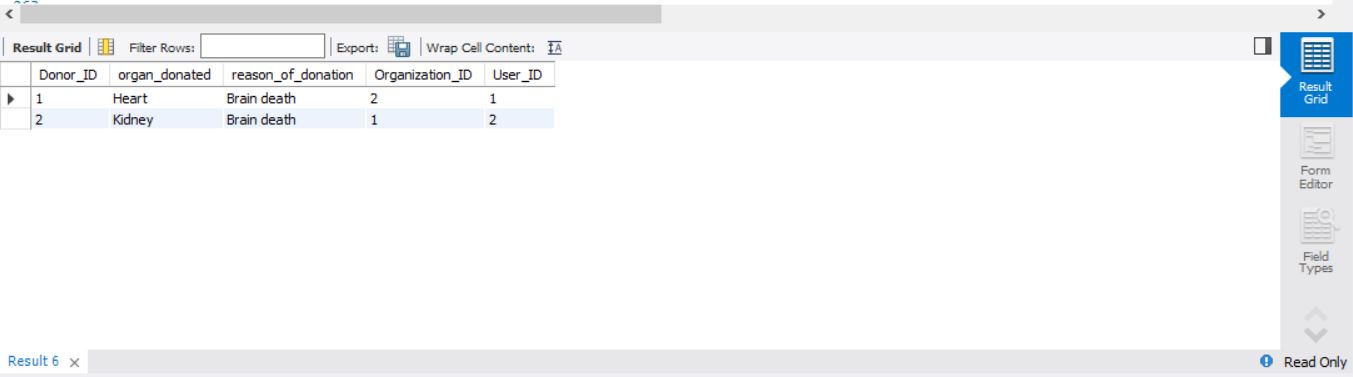 Result Grid Filter Rows: Export: Wrap Cell Content:
Donor_ID organ_donated reason_of_donation Organization_ID User_ID
1 Heart Brain death 2 1
2 Kidney Brain death 1 2
Result
Grid
Form
Editor
Field
Types
Result 6 Read Only